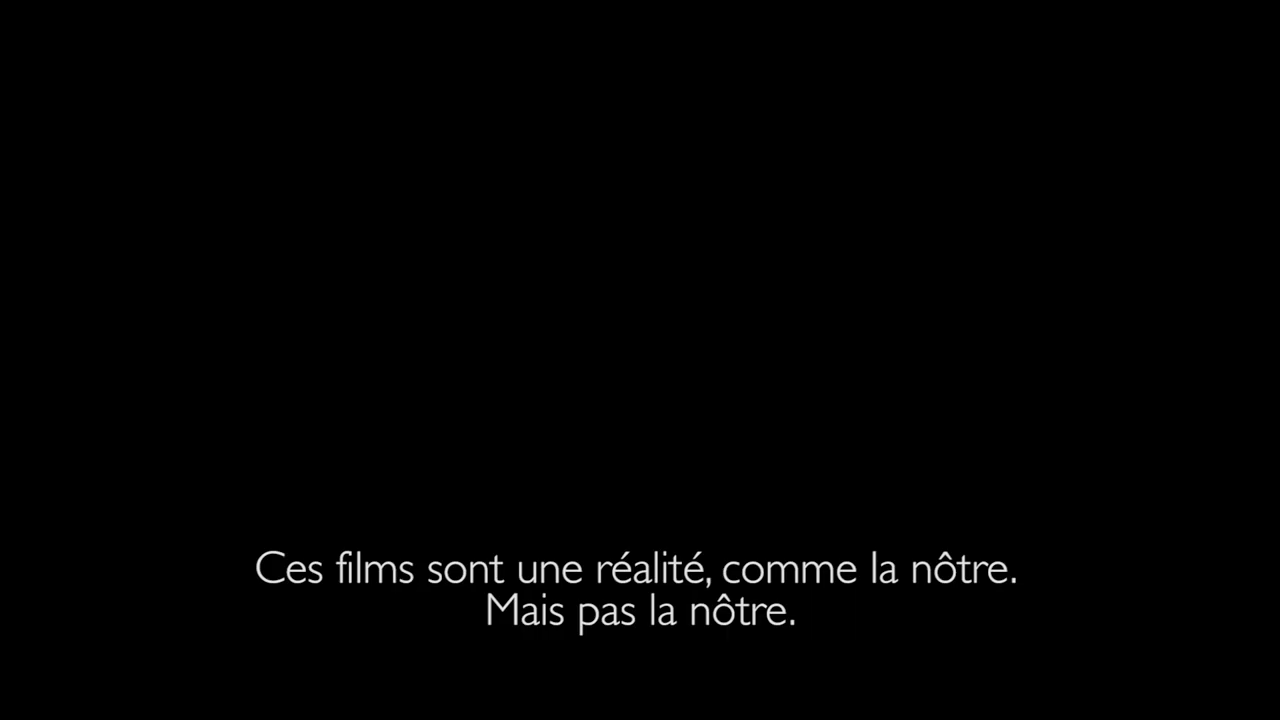 Ces films sont une réalité, comme la nôtre.
Mais pas la nôtre.